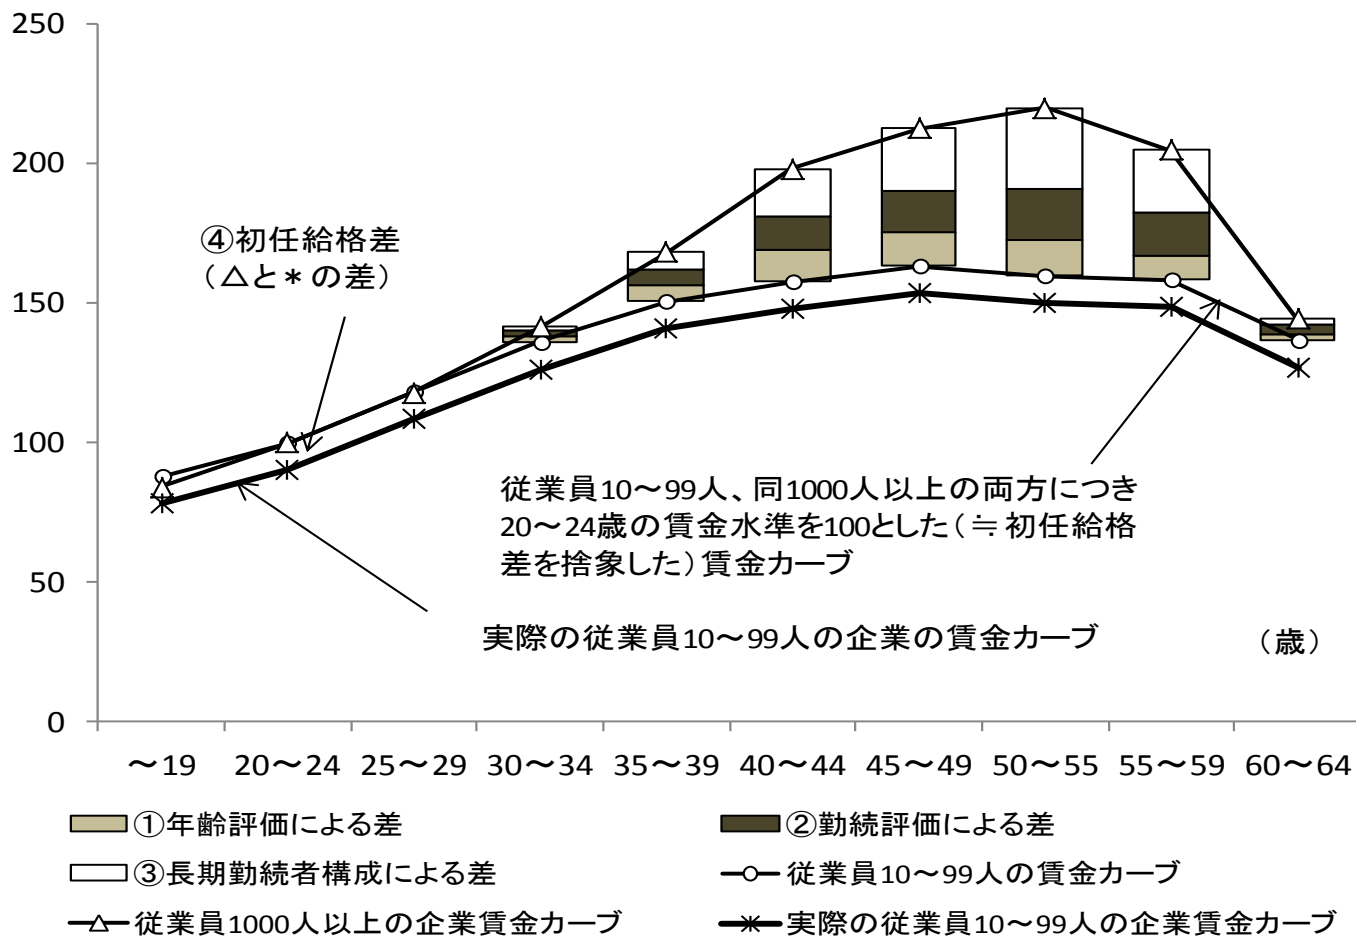 250
200
150
100
50
0
④初任給格差
（△と＊の差）
従業員10～99人、同1000人以上の両方につき
20～24歳の賃金水準を100とした（≒初任給格
差を捨象した）賃金カーブ
実際の従業員10～99人の企業の賃金カーブ
（歳）
～19 20～24 25～29 30～34 35～39 40～44 45～49 50～55 55～59 60～64
①年齢評価による差 ②勤続評価による差
③長期勤続者構成による差 従業員10～99人の賃金カーブ
従業員1000人以上の企業賃金カーブ 実際の従業員10～99人の企業賃金カーブ